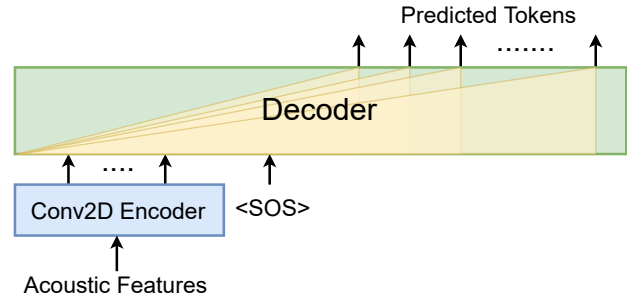 Predicted Tokens
.......
Decoder
....
Conv2D Encoder
<SOS>
Acoustic Features